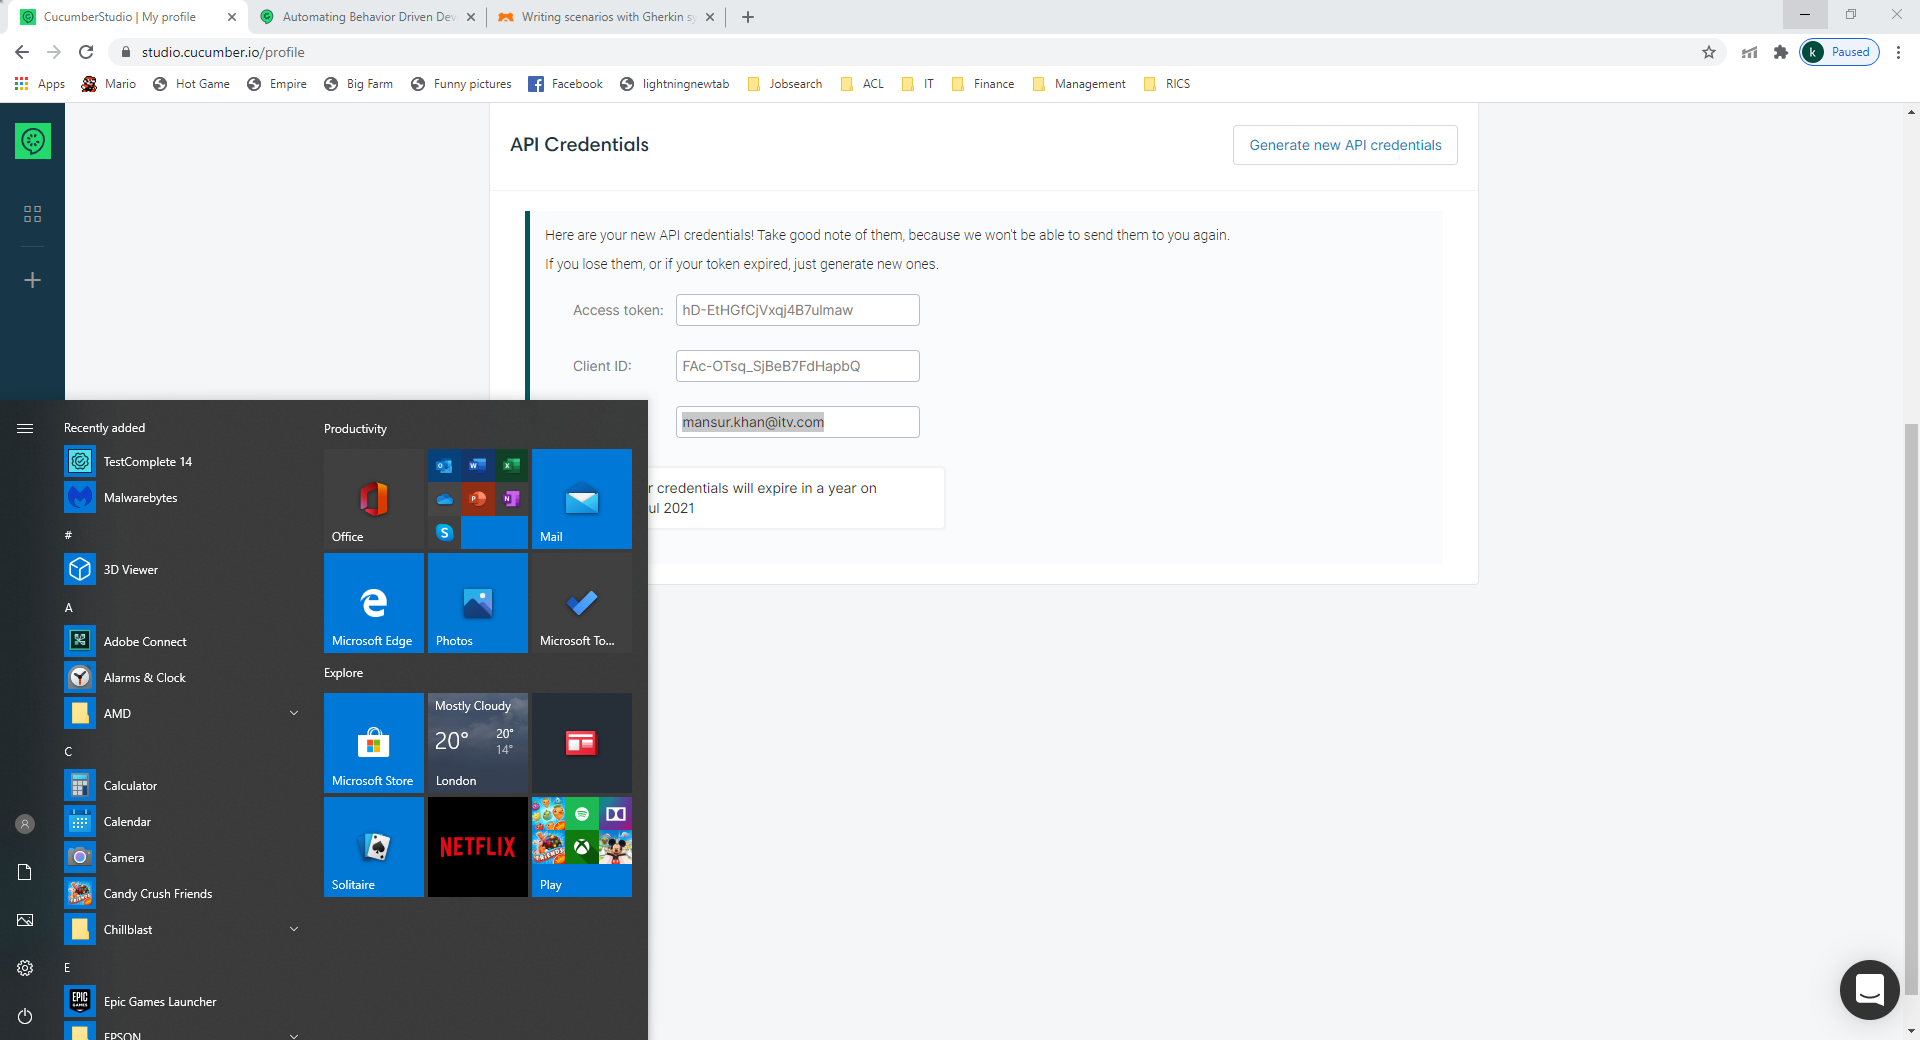 CucumberStudio | My profile
Automating Behavior Driven Dev
Writing scenarios with Gherkin sy
studio.cucumber.io/profile
k
Paused
Apps
Mario
Hot Game
Empire
Big Farm
Funny pictures
Facebook
lightningnewtab
Jobsearch
ACL
IT
Finance
Management
RICS
API Credentials
Generate new API credentials
Here are your new API credentials! Take good note of them, because we won't be able to send them to you again.
If you lose them, or if your token expired, just generate new ones.
Access token:
hD-EtHGfCjVxqj4B7ulmaw
Client ID:
FAc-OTsq_SjBeB7FdHapbQ
mansur.khan@itv.com
r credentials will expire in a year on
ul 2021
Recently added
TestComplete 14
Malwarebytes
#
3D Viewer
A
Adobe Connect
Alarms & Clock
AMD
C
Calculator
Calendar
Camera
Candy Crush Friends
Chillblast
E
Epic Games Launcher
EPSON
Productivity
Office
Mail
Microsoft Edge
Photos
Microsoft To...
Explore
Microsoft Store
Mostly Cloudy
20°
20°
14°
London
Solitaire
NETFLIX
Play